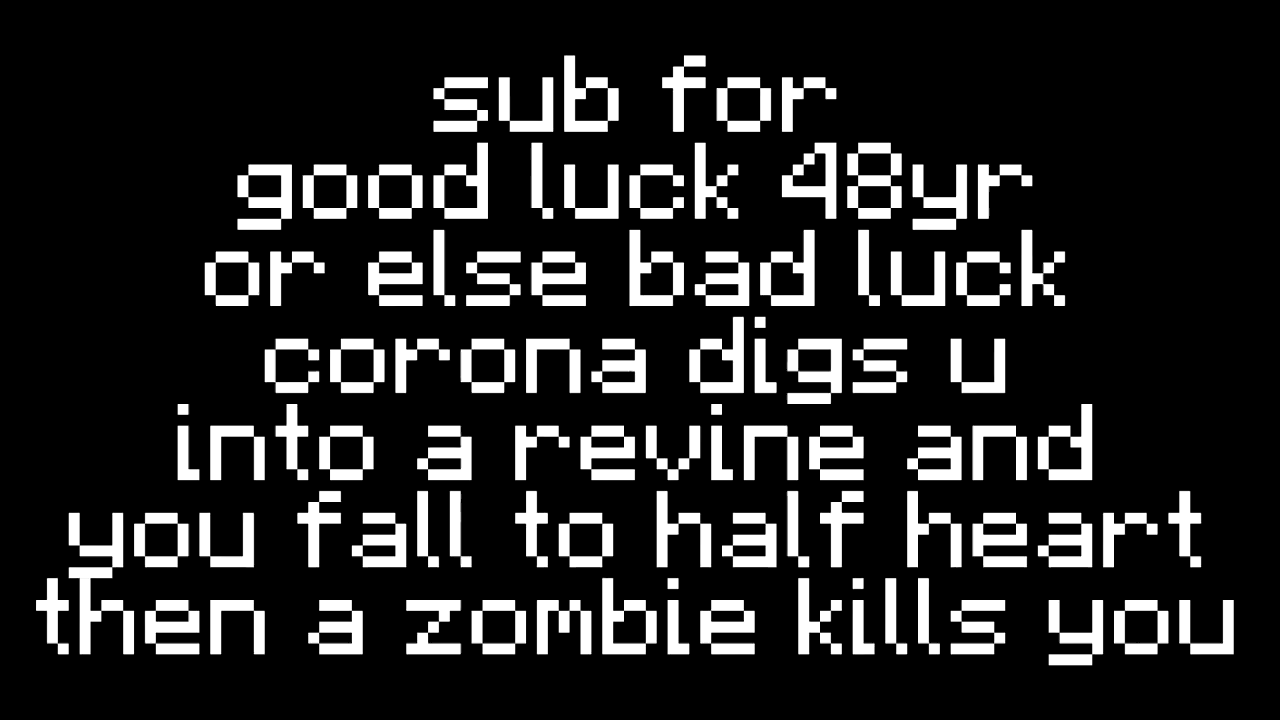 sub for
good luck 48yr
or else bad luck
corona digs u
into a revine and
you fall to half heart
then a zombie kills you